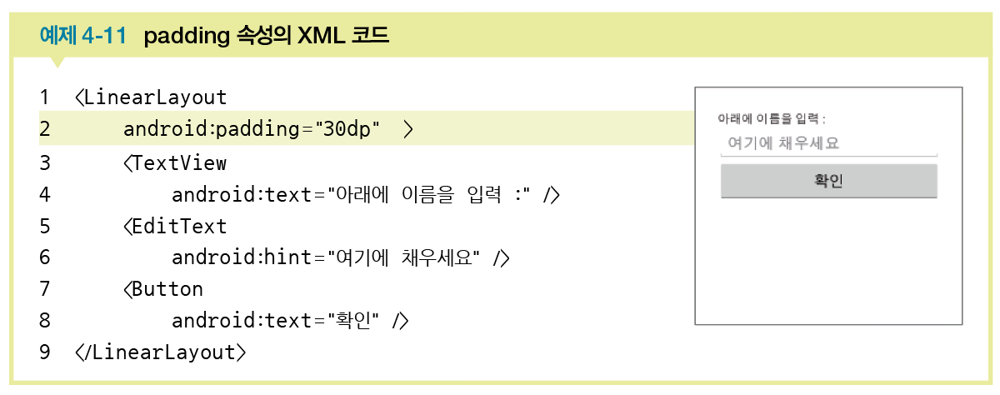 예제 4-11 padding 속성의 XML 코드
1 <LinearLayout
2 android:padding="30dp" >
3 <TextView
4 android:text="아래에 이름을 입력 :" />
5 <EditText
6 android:hint="여기에 채우세요" />
7 <Button
8 android:text="확인" />
9 </LinearLayout>
아래에 이름을 입력 :
여기에 채우세요
확인